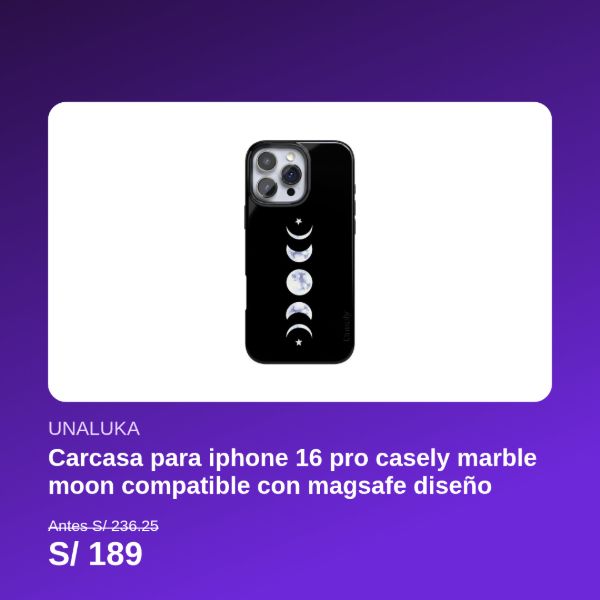 UNALUKA
Carcasa para iphone 16 pro casely marble
moon compatible con magsafe diseño
Antes S/ 236.25
S/ 189